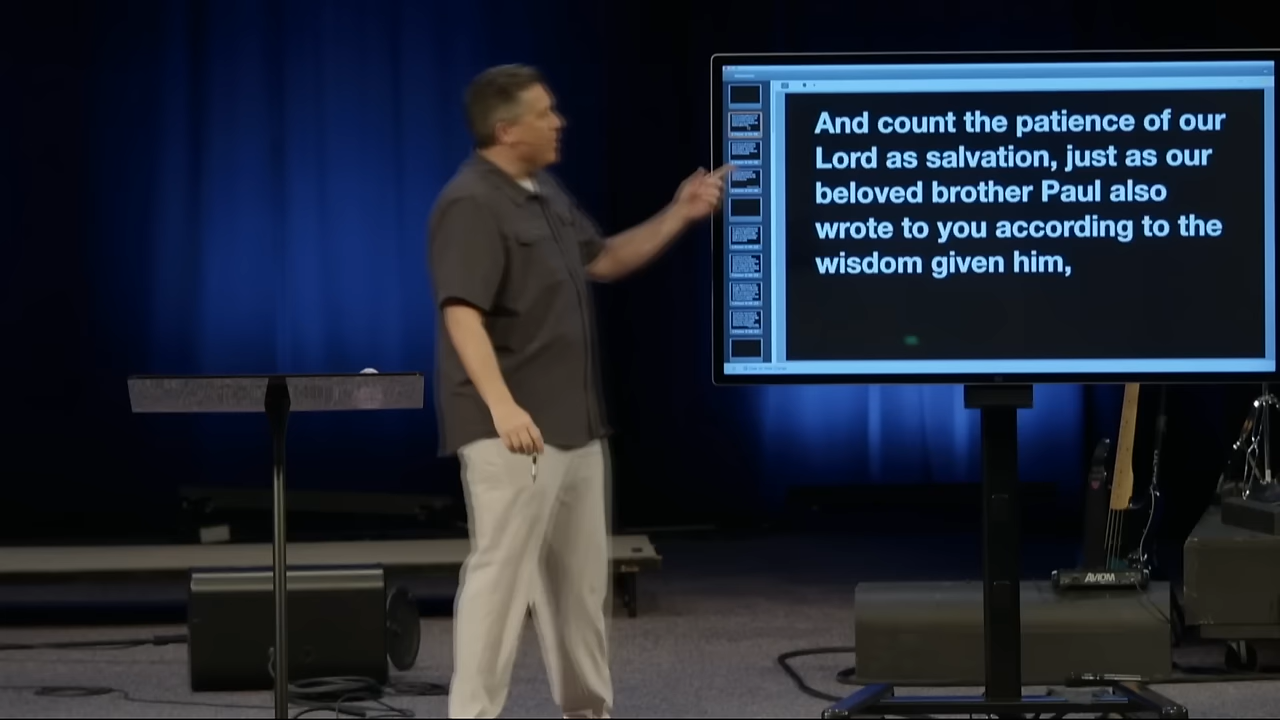 And count the patience of our
Lord as salvation, just as our
beloved brother Paul also
wrote to you according to the
wisdom given him,
AVIOM